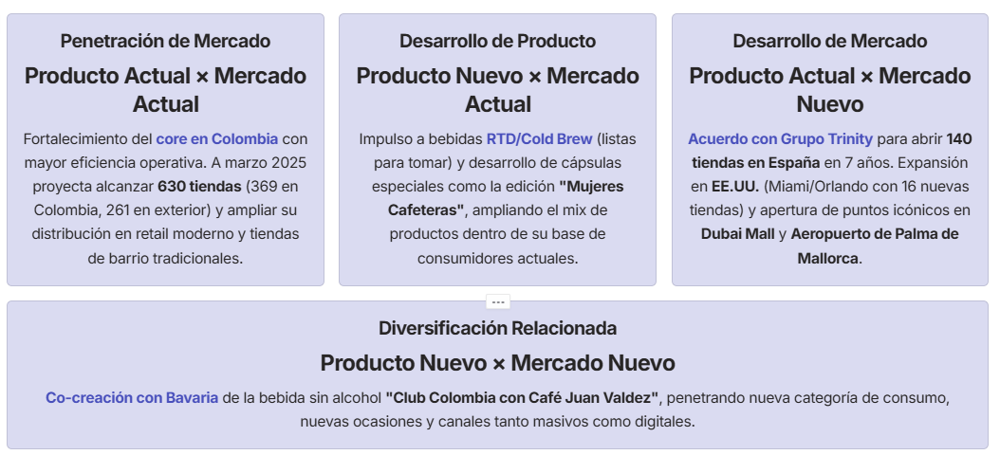 Penetración de Mercado
Producto Actual × Mercado
Actual
Fortalecimiento del core en Colombia con
mayor eficiencia operativa. A marzo 2025
proyecta alcanzar 630 tiendas (369 en
Colombia, 261 en exterior) y ampliar su
distribución en retail moderno y tiendas
de barrio tradicionales.
Desarrollo de Producto
Producto Nuevo × Mercado
Actual
Impulso a bebidas RTD/Cold Brew (listas
para tomar) y desarrollo de cápsulas
especiales como la edición "Mujeres
Cafeteras", ampliando el mix de
productos dentro de su base de
consumidores actuales.
Desarrollo de Mercado
Producto Actual × Mercado
Nuevo
Acuerdo con Grupo Trinity para abrir 140
tiendas en España en 7 años. Expansión
en EE.UU. (Miami/Orlando con 16 nuevas
tiendas) y apertura de puntos icónicos en
Dubai Mall y Aeropuerto de Palma de
Mallorca.
---
Diversificación Relacionada
Producto Nuevo × Mercado Nuevo
Co-creación con Bavaria de la bebida sin alcohol "Club Colombia con Café Juan Valdez", penetrando nueva categoría de consumo,
nuevas ocasiones y canales tanto masivos como digitales.